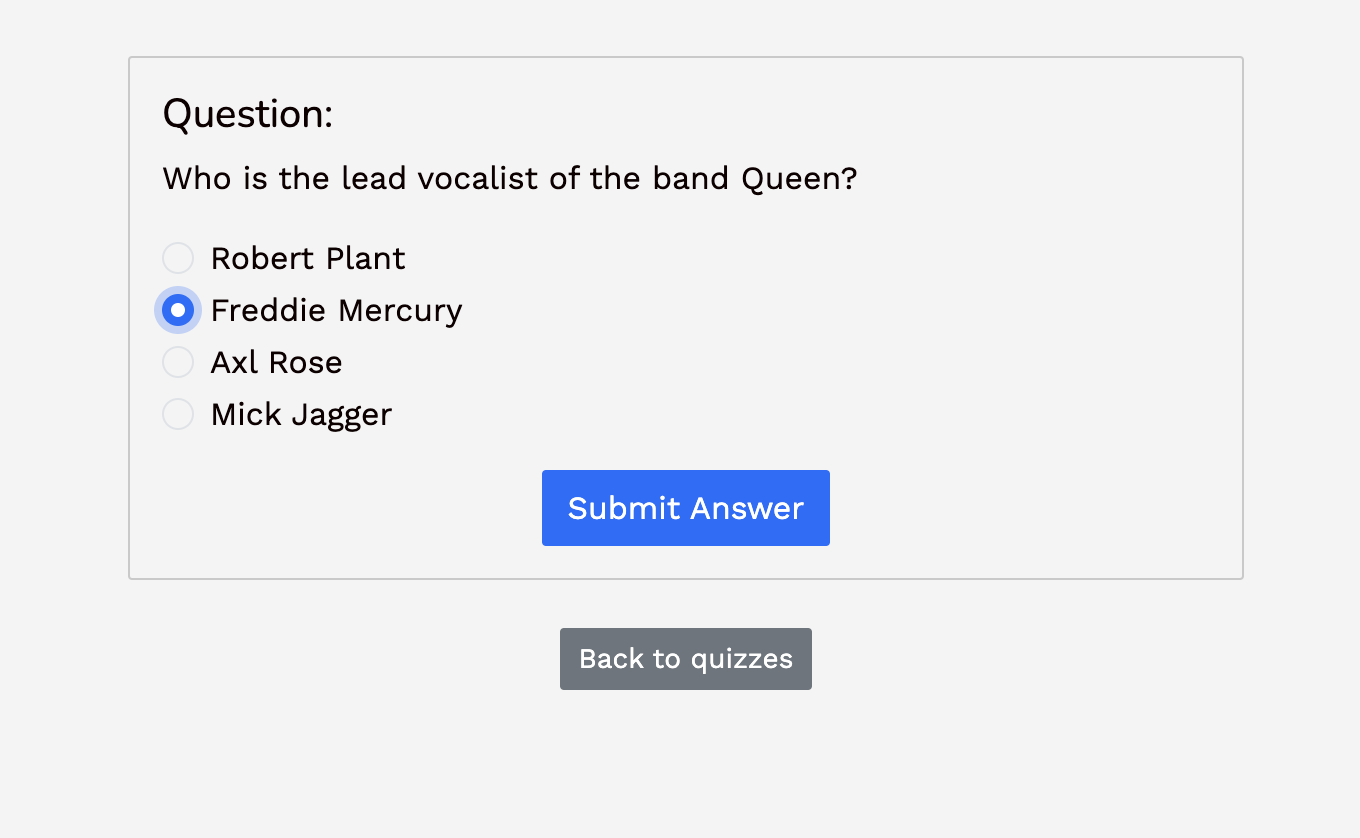 Question:
Who is the lead vocalist of the band Queen?
Robert Plant
Freddie Mercury
Axl Rose
Mick Jagger
Submit Answer
Back to quizzes